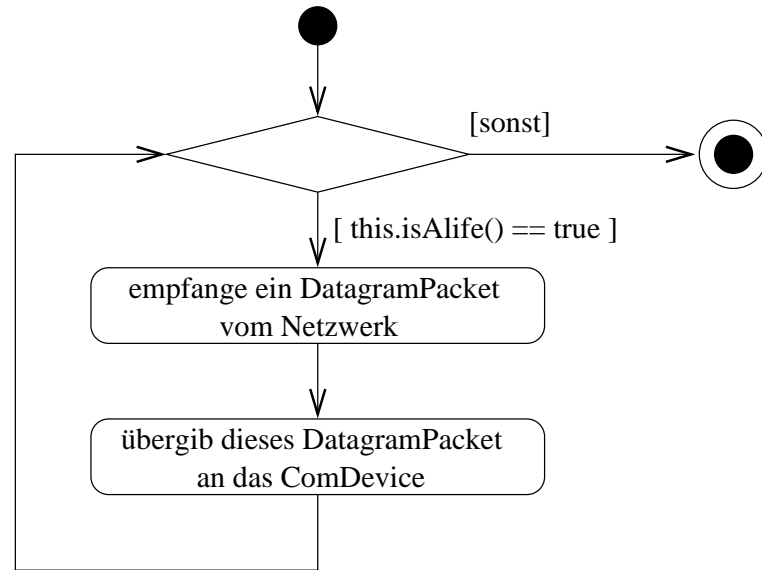 [sonst]
[ this.isAlife() == true ]
empfange ein DatagramPacket
vom Netzwerk
übergib dieses DatagramPacket
an das ComDevice